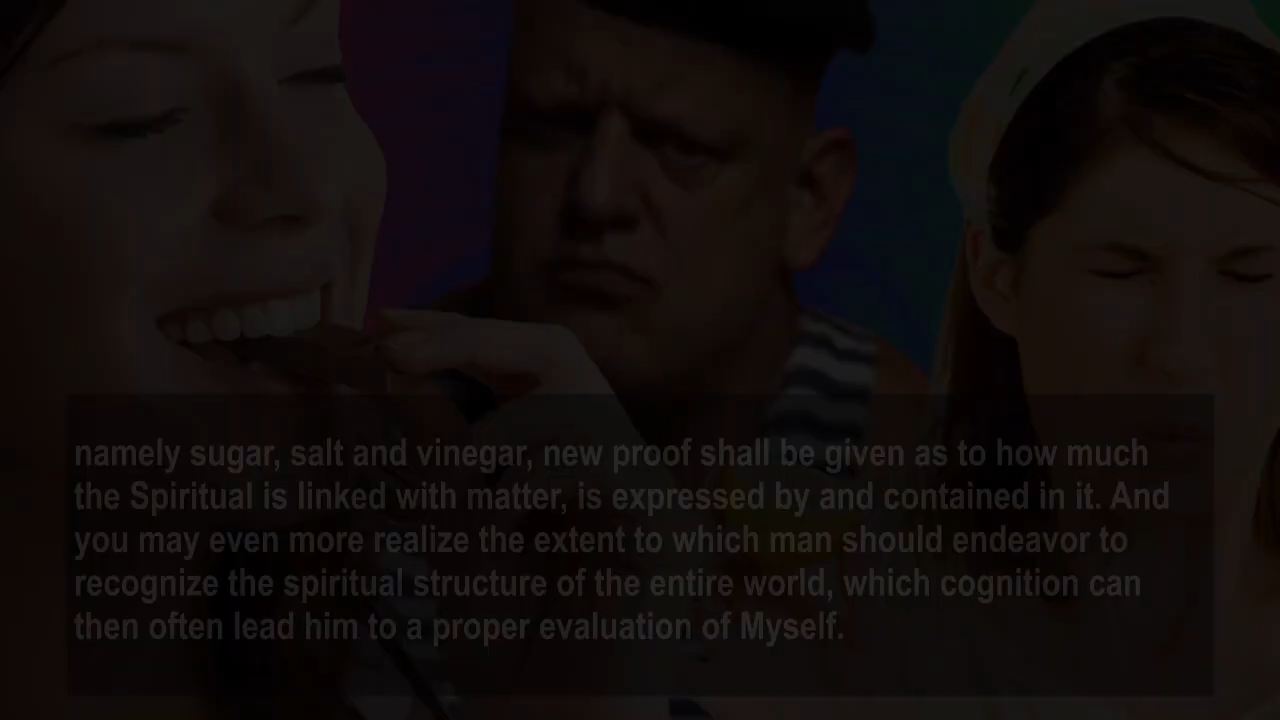 namely sugar, salt and vinegar, new proof shall be given as to how much
the Spiritual is linked with matter, is expressed by and contained in it. And
you may even more realize the extent to which man should endeavor to
recognize the spiritual structure of the entire world, which cognition can
then often lead him to a proper evaluation of Myself.